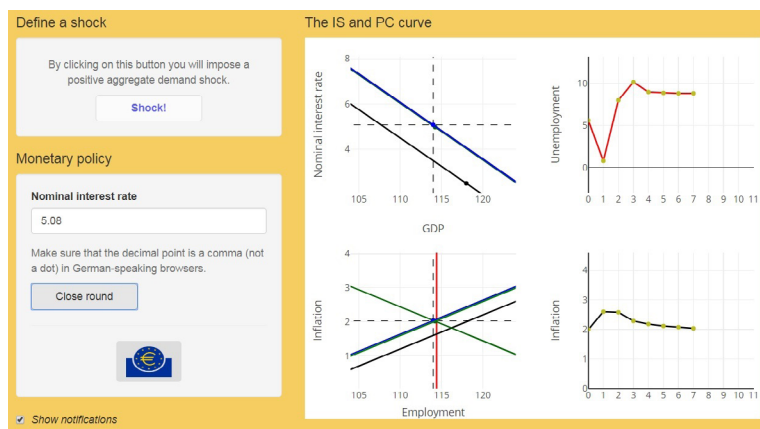 Define a shock
By clicking on this button you will impose a
positive aggregate demand shock.
Shock!
Monetary policy
Nominal interest rate
5.08
Make sure that the decimal point is a comma (not
a dot) in German-speaking browsers.
Close round
Show notifications
The IS and PC curve
Nominal interest rate
8
6
4
105 110 115 120
GDP
Unemployment
10
5
0
0 1 2 3 4 5 6 7 8 9 10 11
Inflation
4
3
2
1
105 110 115 120
Employment
Inflation
4
3
2
1
0
0 1 2 3 4 5 6 7 8 9 10 11